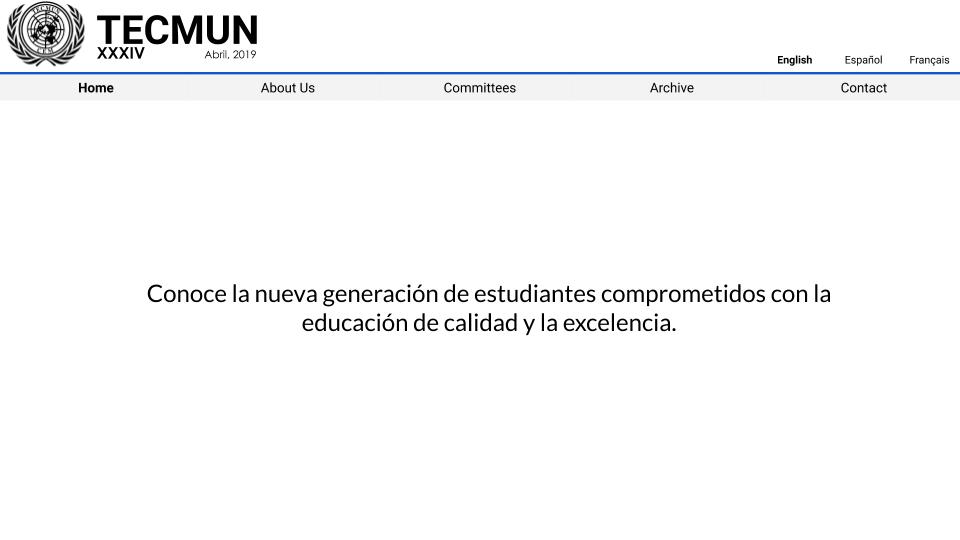 TECMUN
XXXIV
Abril, 2019
English Español Français
Home About Us Committees Archive Contact
Conoce la nueva generación de estudiantes comprometidos con la
educación de calidad y la excelencia.